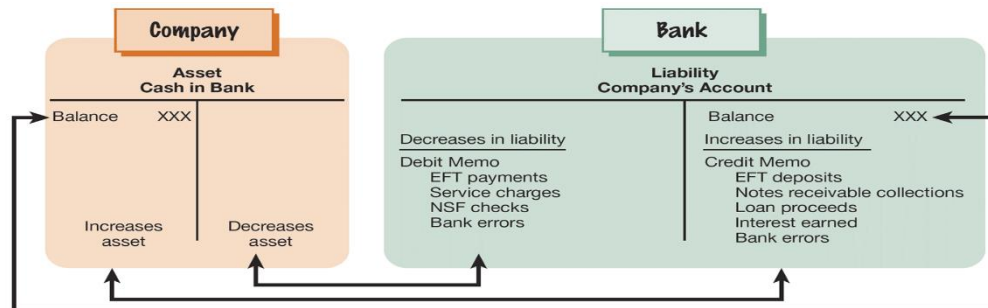 Company
Asset
Cash in Bank
Balance XXX
Increases
asset
Decreases
asset
Bank
Liability
Company's Account
Balance XXX
Decreases in liability
Debit Memo
EFT payments
Service charges
NSF checks
Bank errors
Increases in liability
Credit Memo
EFT deposits
Notes receivable collections
Loan proceeds
Interest earned
Bank errors